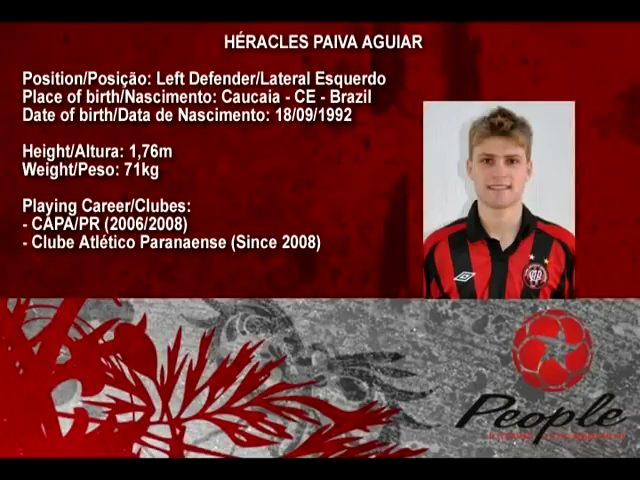 HÉRACLES PAIVA AGUIAR
Position/Posição: Left Defender/Lateral Esquerdo
Place of birth/Nascimento: Caucaia - CE - Brazil
Date of birth/Data de Nascimento: 18/09/1992
Height/Altura: 1,76m
Weight/Peso: 71kg
Playing Career/Clubes:
- CAPA/PR (2006/2008)
- Clube Atlético Paranaense (Since 2008)
People